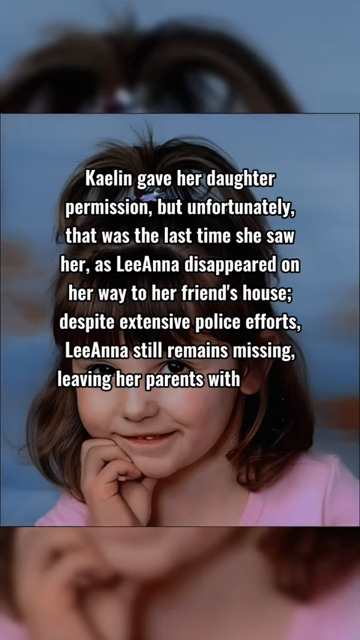 Kaelin gave her daughter
permission, but unfortunately,
that was the last time she saw
her, as LeeAnna disappeared on
her way to her friend's house;
despite extensive police efforts,
LeeAnna still remains missing,
leaving her parents with